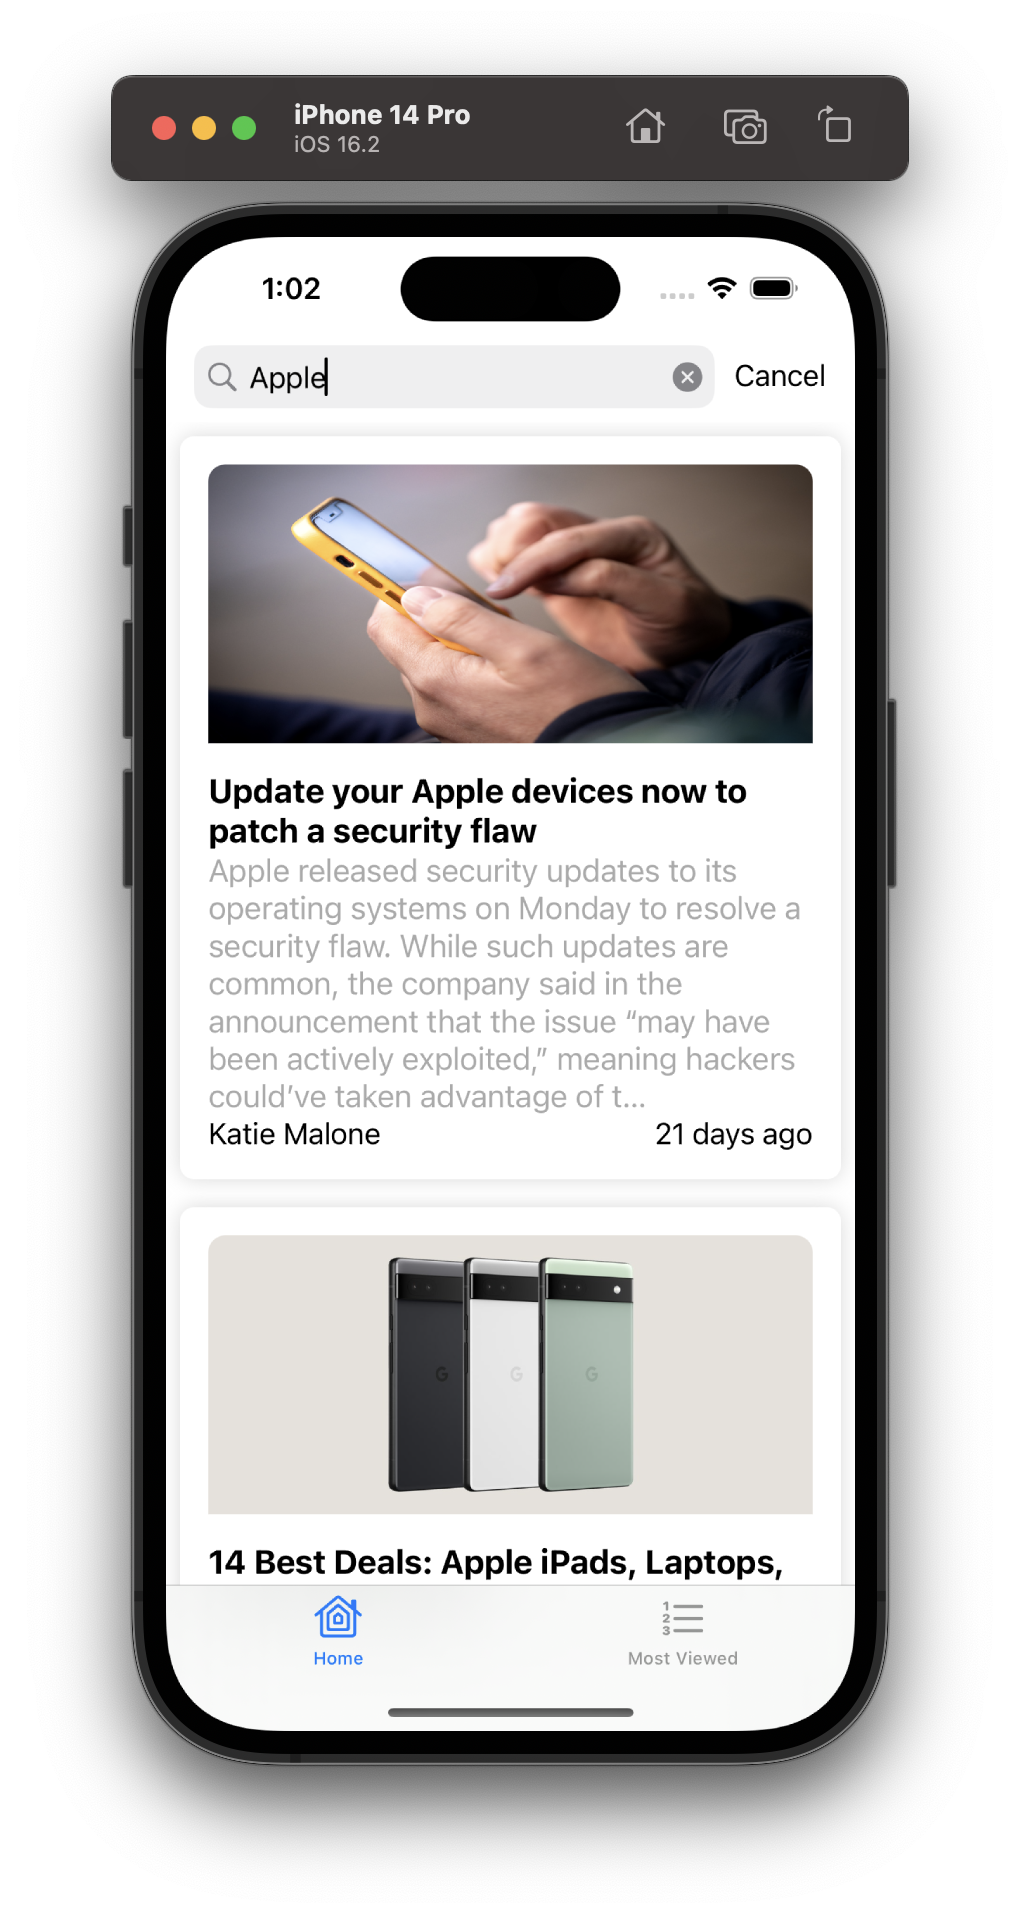 iPhone 14 Pro
iOS 16.2
1:02
Apple
Cancel
Update your Apple devices now to
patch a security flaw
Apple released security updates to its
operating systems on Monday to resolve a
security flaw. While such updates are
common, the company said in the
announcement that the issue “may have
been actively exploited,” meaning hackers
could’ve taken advantage of t...
Katie Malone
21 days ago
G
G
G
14 Best Deals: Apple iPads, Laptops,
1
2
3
Home
Most Viewed